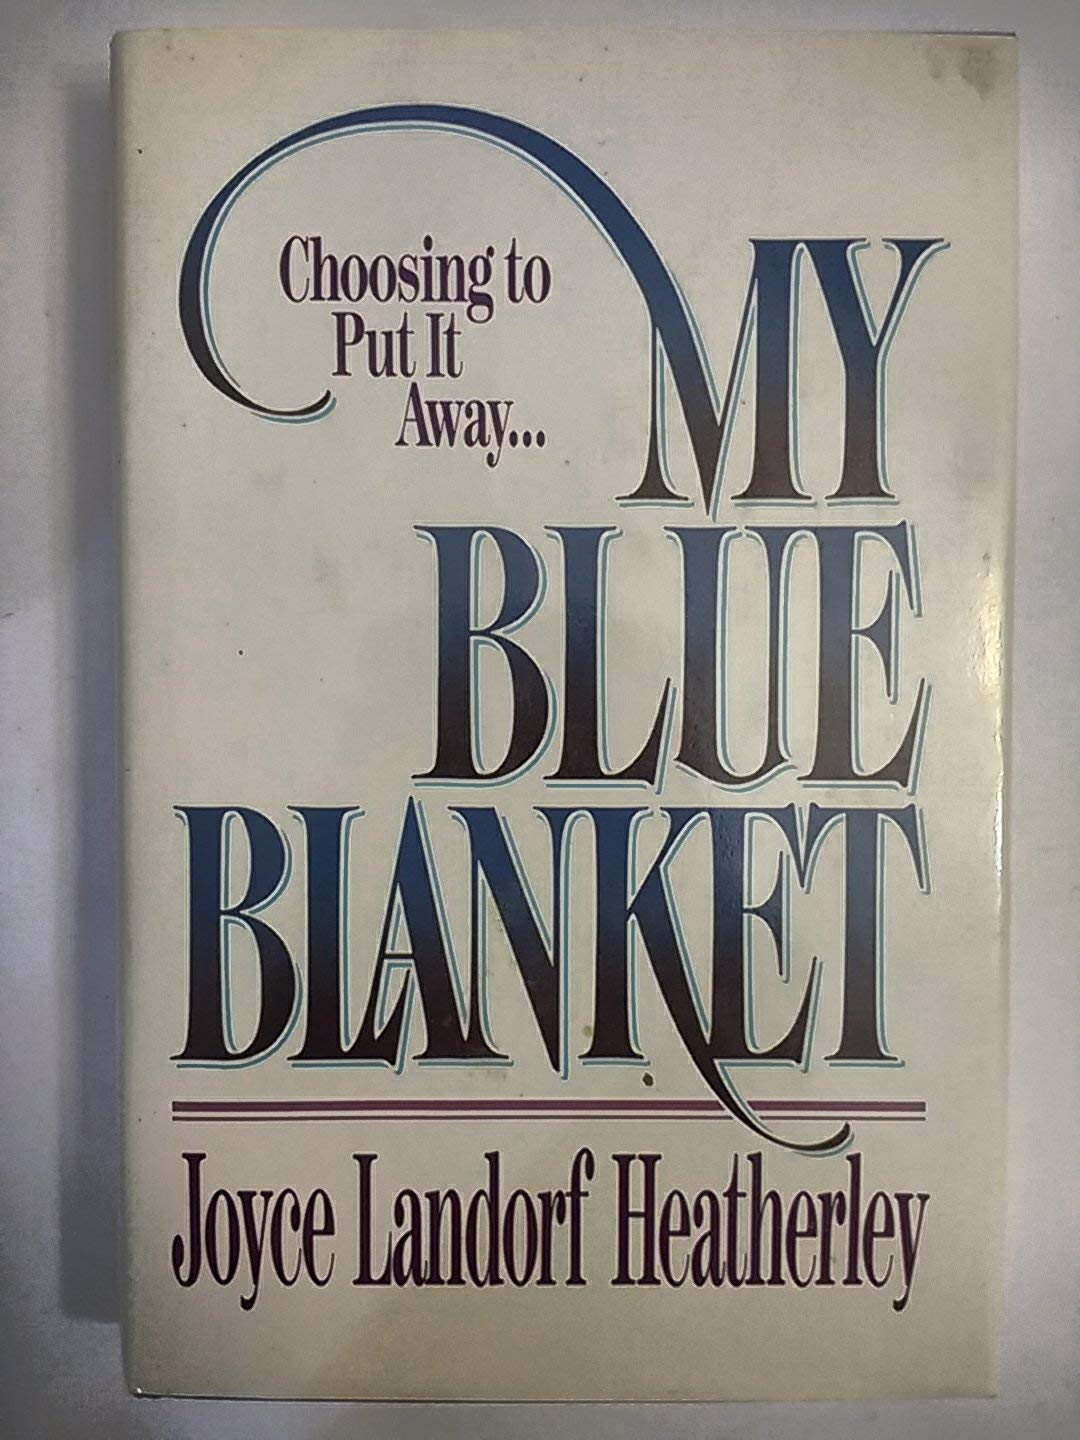 Choosing to
Put It
Away...
MY
BLUE
BLANKET
Joyce Landorf Heatherley